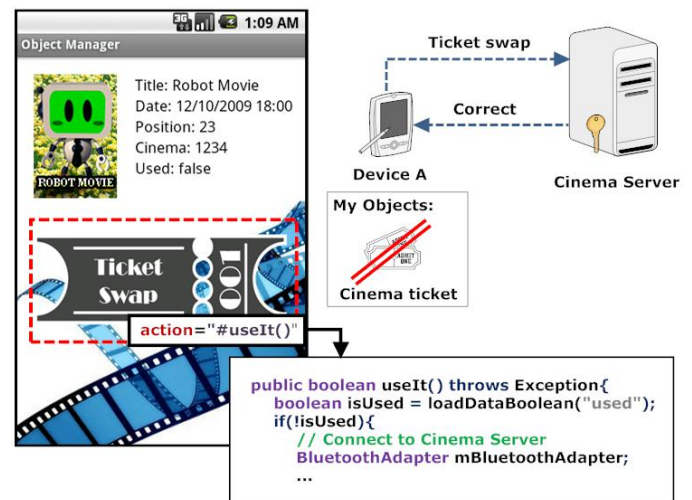 3G 1:09 AM
Object Manager
Title: Robot Movie
Date: 12/10/2009 18:00
Position: 23
Cinema: 1234
Used: false
ROBOT MOVIE
Ticket
Swap
001
action="#useIt()"
Ticket swap
Correct
Device A
Cinema Server
My Objects:
ADMIT
ONE
Cinema ticket
public boolean useIt() throws Exception{
boolean isUsed = loadDataBoolean("used");
if(!isUsed){
// Connect to Cinema Server
BluetoothAdapter mBluetoothAdapter;
...